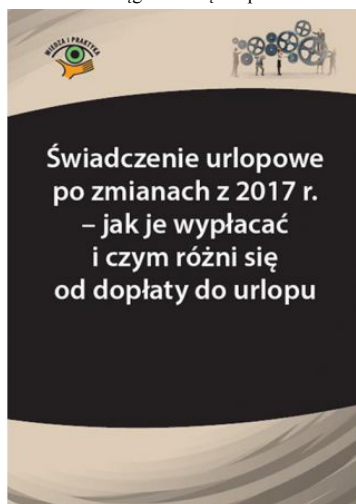 WIEDZA I PRAKTYKA
Świadczenie urlopowe
po zmianach z 2017 r.
– jak je wypłacać
i czym różni się
od dopłaty do urlopu